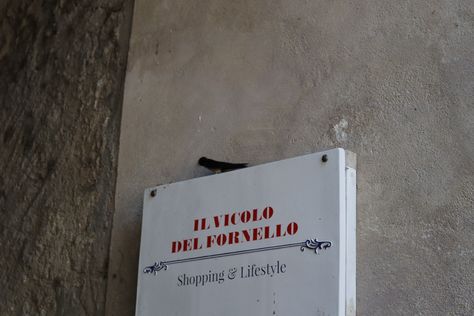 IL VICOLO
DEL FORNELLO
Shopping & Lifestyle